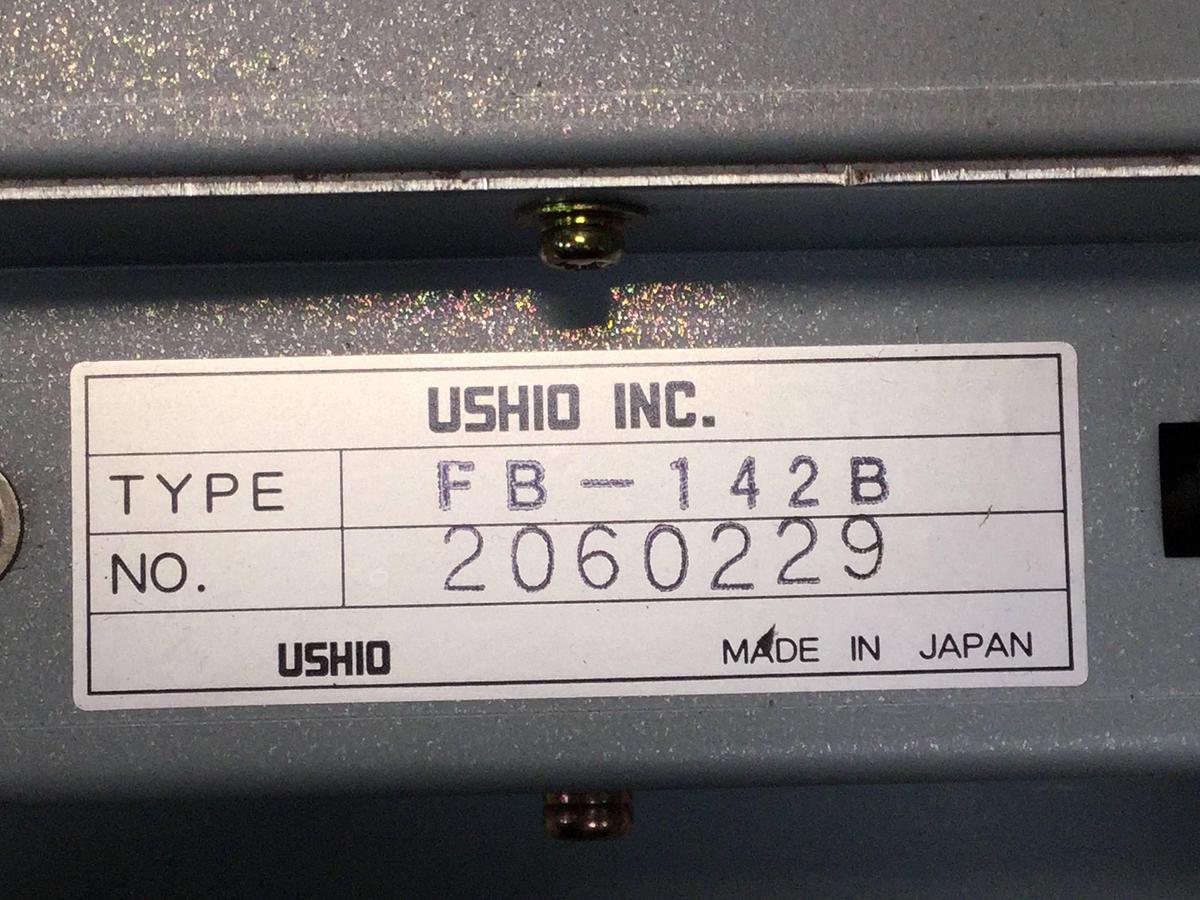 USHIO INC.
TYPE FB-142B
NO. 2060229
USHIO MADE IN JAPAN